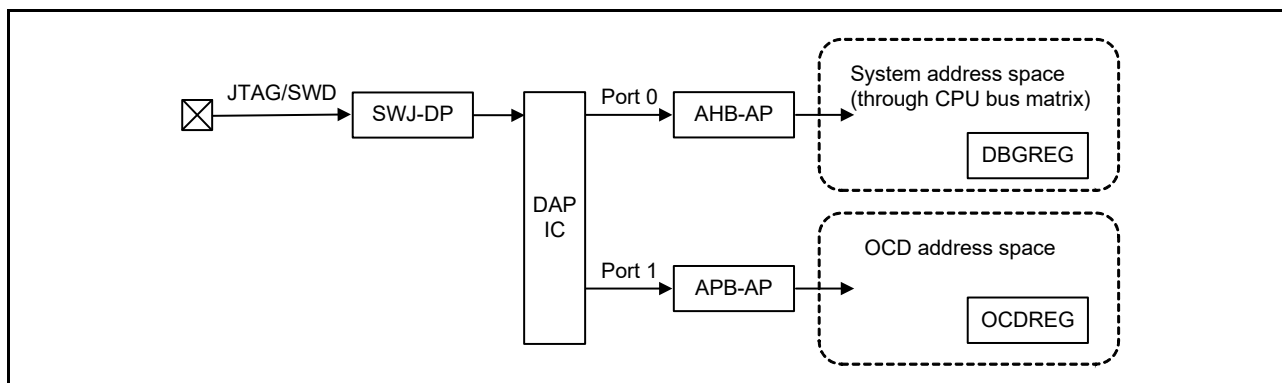 System address space
(through CPU bus matrix)
JTAG/SWD
Port 0
SWJ-DP
AHB-AP
DBGREG
DAP
IC
OCD address space
Port 1
APB-AP
OCDREG